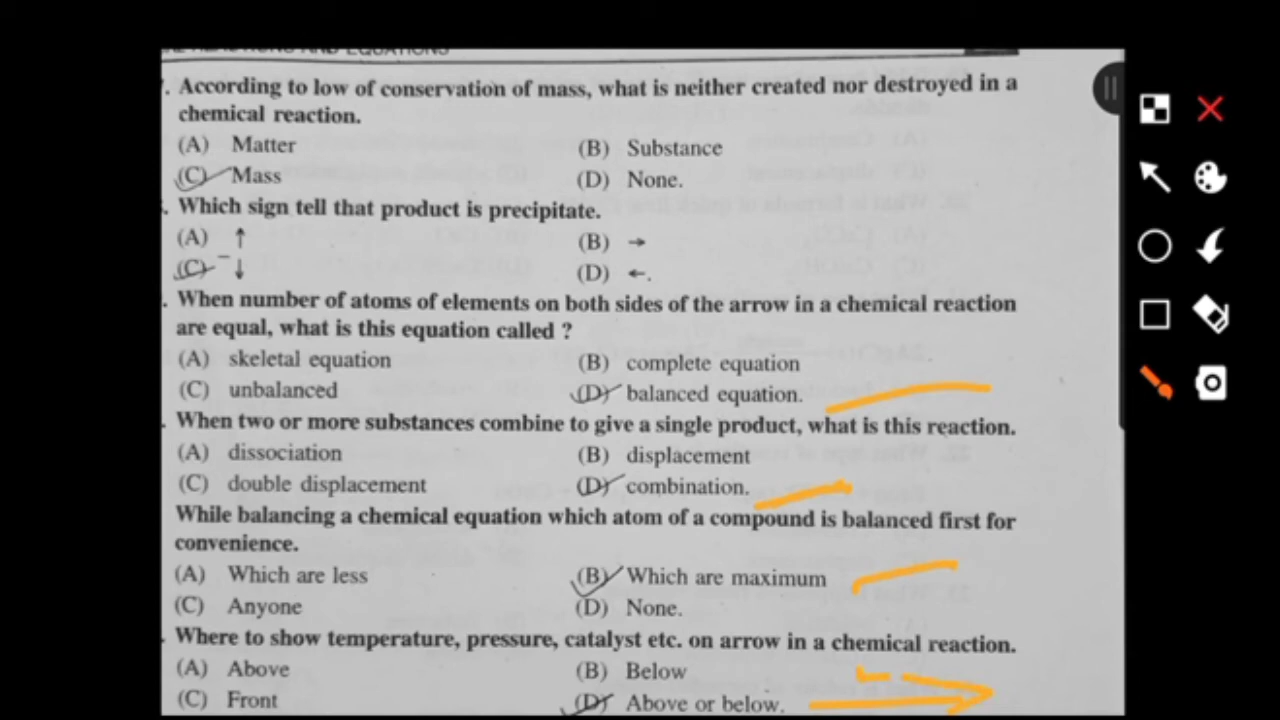 REACTIONS AND EQUATIONS
. According to low of conservation of mass, what is neither created nor destroyed in a
chemical reaction.
(A) Matter (B) Substance
(C) Mass (D) None.
. Which sign tell that product is precipitate.
(A) ↑ (B) →
(C) ↓ (D) ←.
. When number of atoms of elements on both sides of the arrow in a chemical reaction
are equal, what is this equation called ?
(A) skeletal equation (B) complete equation
(C) unbalanced (D) balanced equation.
. When two or more substances combine to give a single product, what is this reaction.
(A) dissociation (B) displacement
(C) double displacement (D) combination.
While balancing a chemical equation which atom of a compound is balanced first for
convenience.
(A) Which are less (B) Which are maximum
(C) Anyone (D) None.
. Where to show temperature, pressure, catalyst etc. on arrow in a chemical reaction.
(A) Above (B) Below
(C) Front (D) Above or below.